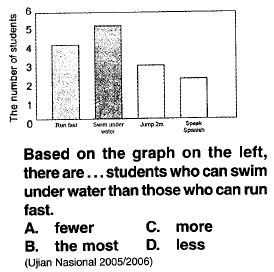 The number of students
6
5
4
3
2
1
0
Run fast
Swim under
water
Jump 2m
Speak
Spanish
Based on the graph on the left,
there are ... students who can swim
under water than those who can run
fast.
A. fewer C. more
B. the most D. less
(Ujian Nasional 2005/2006)